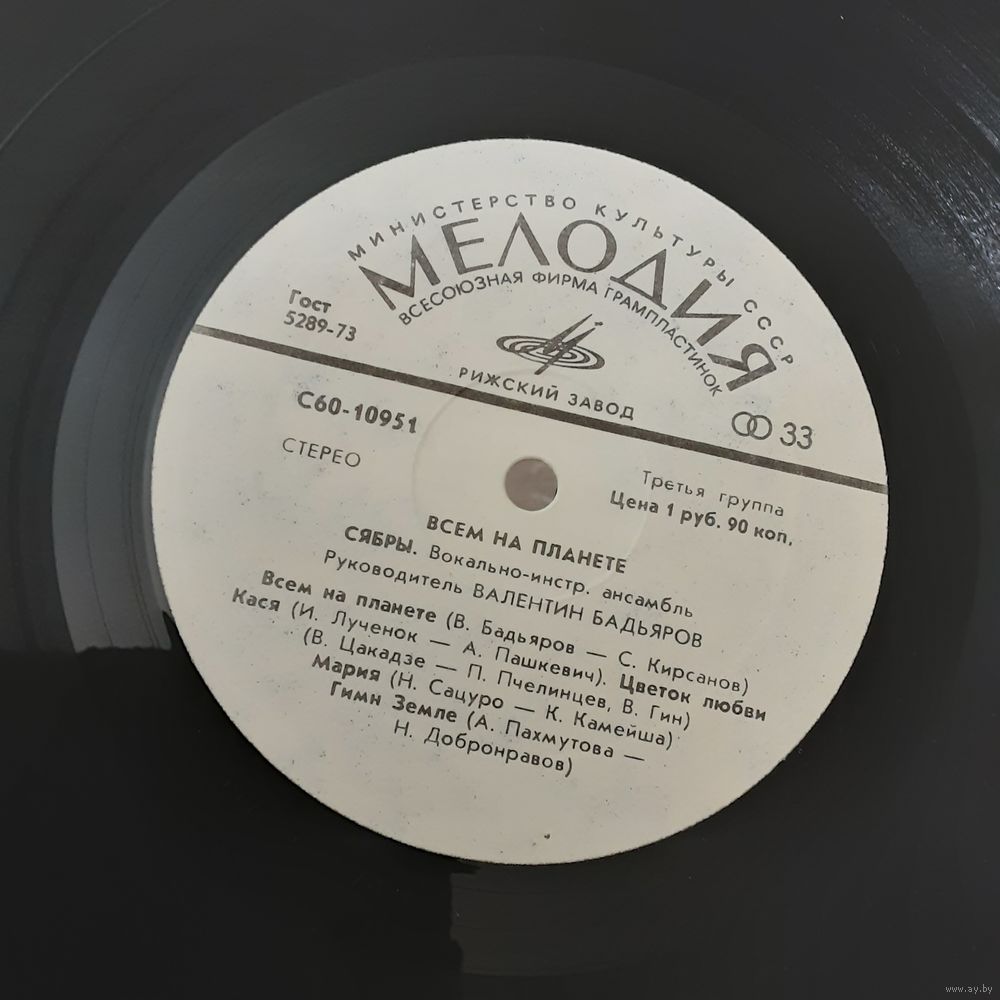 МИНИСТЕРСТВО КУЛЬТУРЫ СССР
МЕЛОДИЯ
ВСЕСОЮЗНАЯ ФИРМА ГРАМПЛАСТИНОК
Гост
5289-73
РИЖСКИЙ ЗАВОД
33
С60-10951
СТЕРЕО
Третья группа
Цена 1 руб. 90 коп.
ВСЕМ НА ПЛАНЕТЕ
СЯБРЫ. Вокально-инстр. ансамбль
Руководитель ВАЛЕНТИН БАДЬЯРОВ
Всем на планете (В. Бадьяров — С. Кирсанов)
Кася (И. Лученок — А. Пашкевич). Цветок любви
(В. Цакадзе — П. Пчелинцев, В. Гин)
Мария (Н. Сацуро — К. Камейша)
Гимн Земле (А. Пахмутова —
Н. Добронравов)
www.ay.by